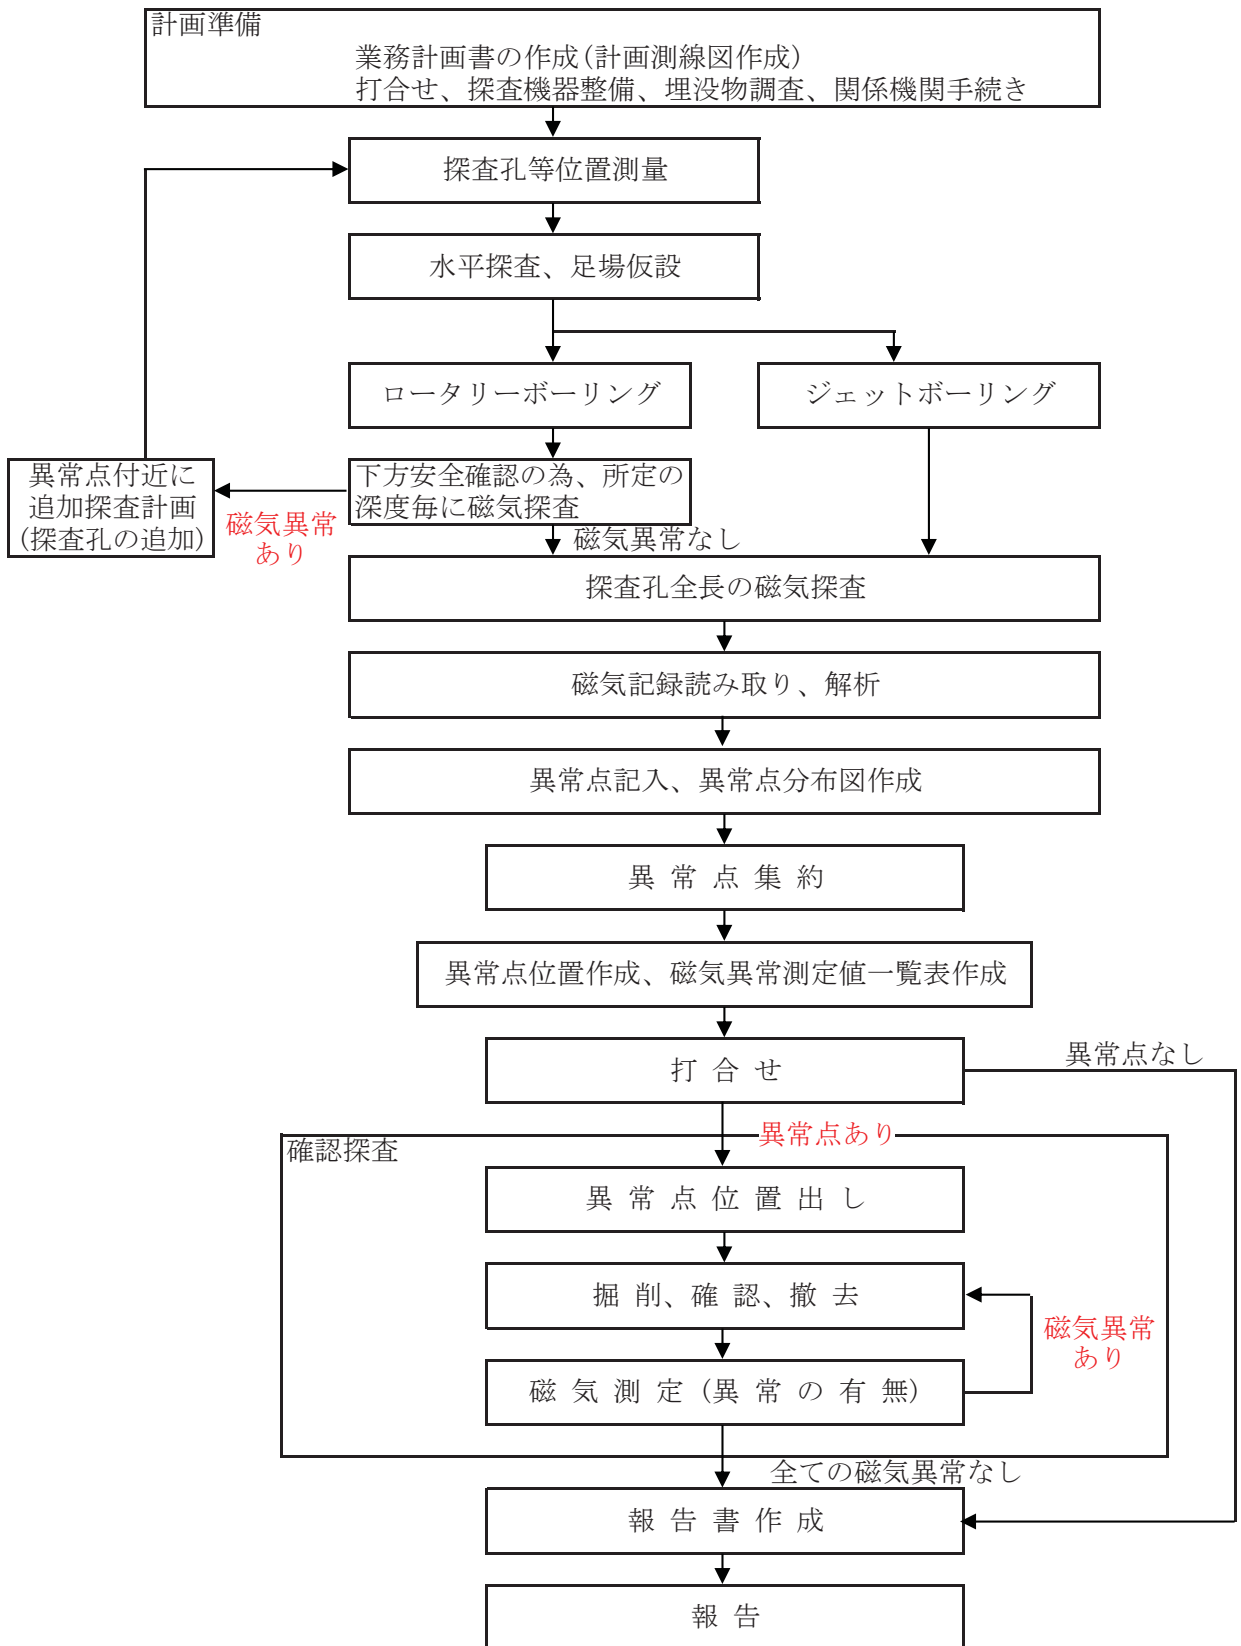 計画準備
業務計画書の作成(計画測線図作成)
打合せ、探査機器整備、埋没物調査、関係機関手続き
探査孔等位置測量
水平探査、足場仮設
ロータリーボーリング
ジェットボーリング
異常点付近に
追加探査計画
(探査孔の追加)
磁気異常
あり
下方安全確認の為、所定の
深度毎に磁気探査
磁気異常なし
探査孔全長の磁気探査
磁気記録読み取り、解析
異常点記入、異常点分布図作成
異常点集約
異常点位置作成、磁気異常測定値一覧表作成
打合せ
異常点なし
異常点あり
確認探査
異常点位置出し
掘削、確認、撤去
磁気異常
あり
磁気測定(異常の有無)
全ての磁気異常なし
報告書作成
報告